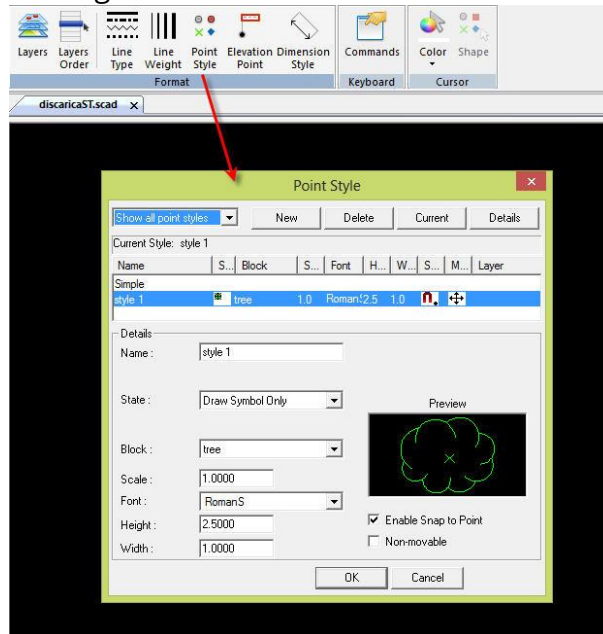 Layers Layers Order Line Type Line Weight Point Style Elevation Point Dimension Style Commands Color Shape
Format Keyboard Cursor
discaricaST.scad x
Point Style x
Show all point styles New Delete Current Details
Current Style: style 1
Name S... Block S... Font H... W... S... M... Layer
Simple
style 1 tree 1.0 RomanS 2.5 1.0
Details
Name : style 1
State : Draw Symbol Only
Preview
Block : tree
Scale : 1.0000
Font : RomanS
Height : 2.5000
Enable Snap to Point
Width : 1.0000
Non-movable
OK Cancel